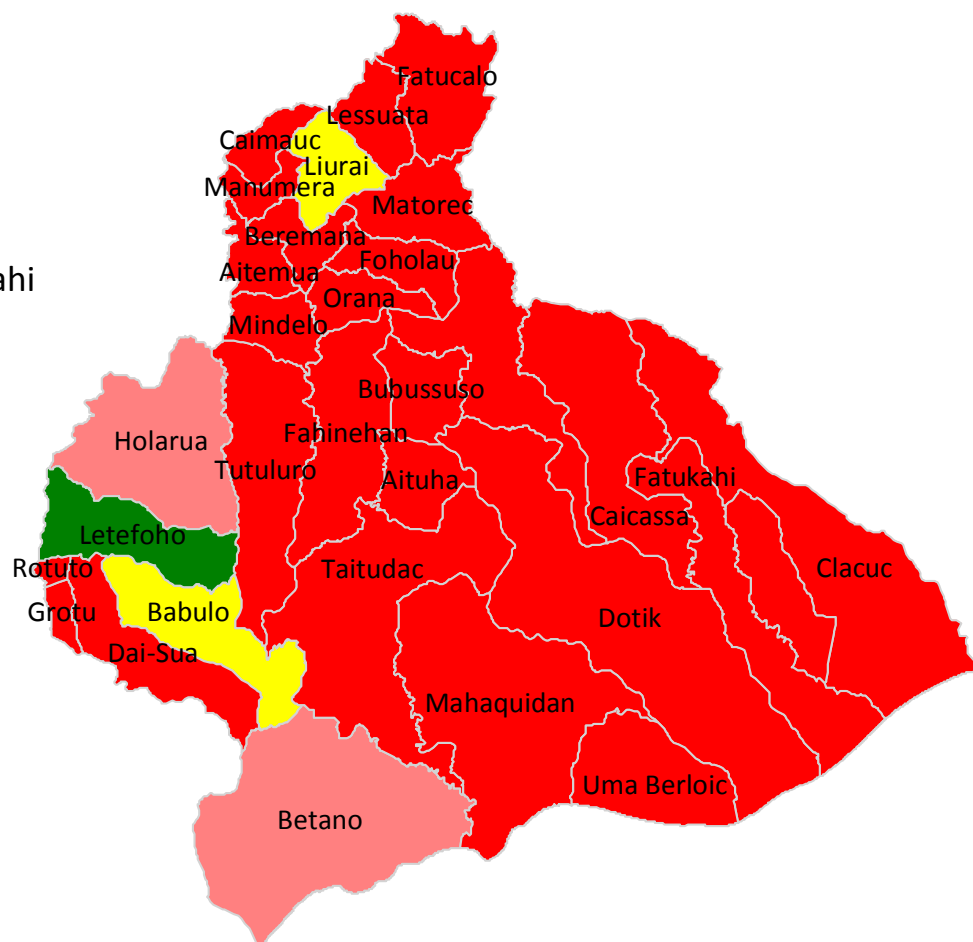 Fatucalo
Lessuata
Caimauc
Liurai
Manumera
Matorec
Beremana
Foholau
Aitemua
ahi
Orana
Mindelo
Bubussuso
Holarua
Fahinehan
Tutuluro
Aituha
Fatukahi
Caicassa
Letefoho
Rotuto
Taitudac
Clacuc
Grotu
Babulo
Dotik
Dai-Sua
Mahaquidan
Uma Berloic
Betano